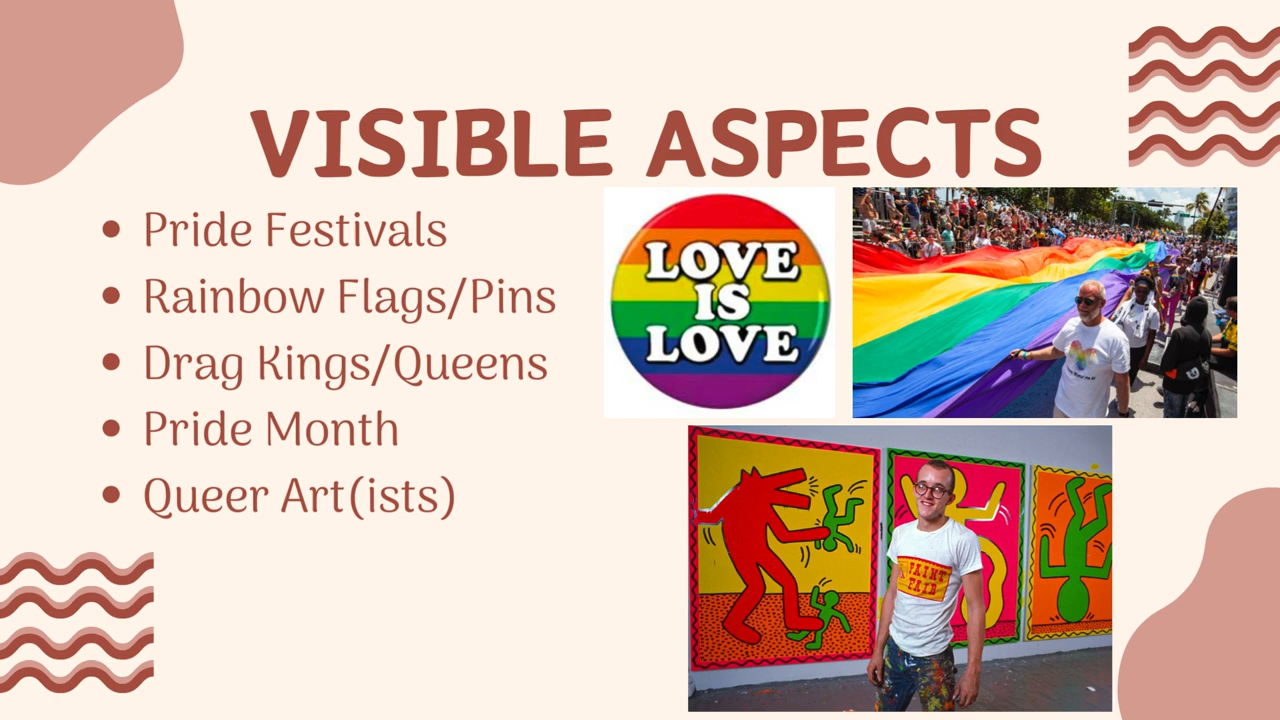 VISIBLE ASPECTS
Pride Festivals
Rainbow Flags/Pins
Drag Kings/Queens
Pride Month
Queer Art(ists)
LOVE
IS
LOVE
PAINT